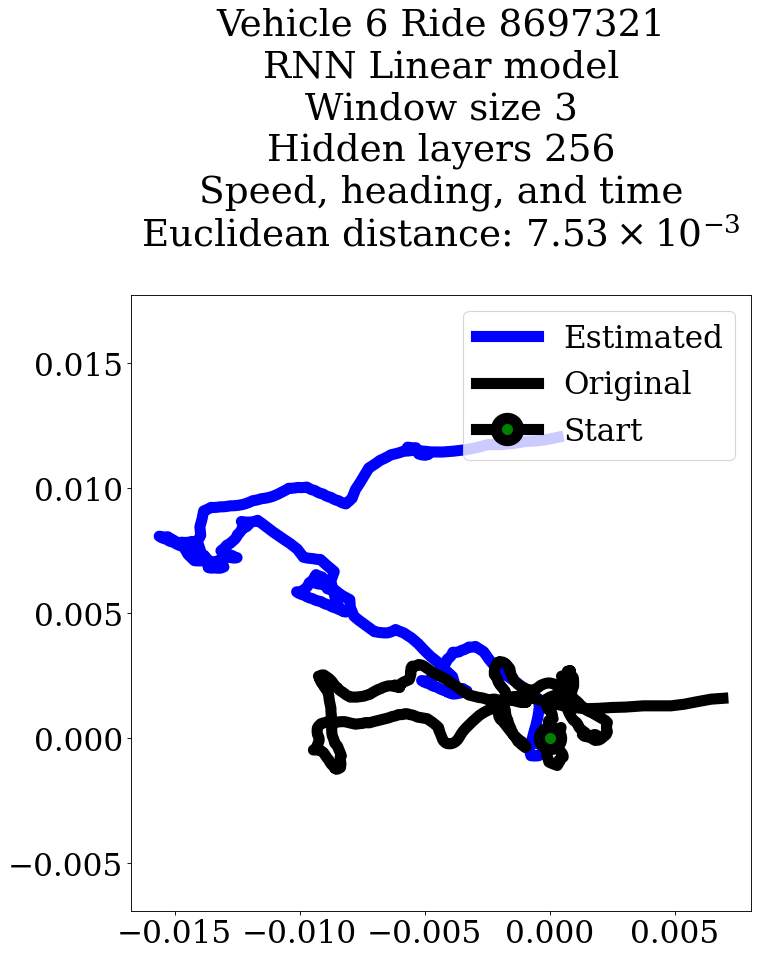 Vehicle 6 Ride 8697321
RNN Linear model
Window size 3
Hidden layers 256
Speed, heading, and time
Euclidean distance: 7.53 × 10⁻³
Estimated
Original
Start
0.015
0.010
0.005
0.000
−0.005
−0.015 −0.010 −0.005 0.000 0.005